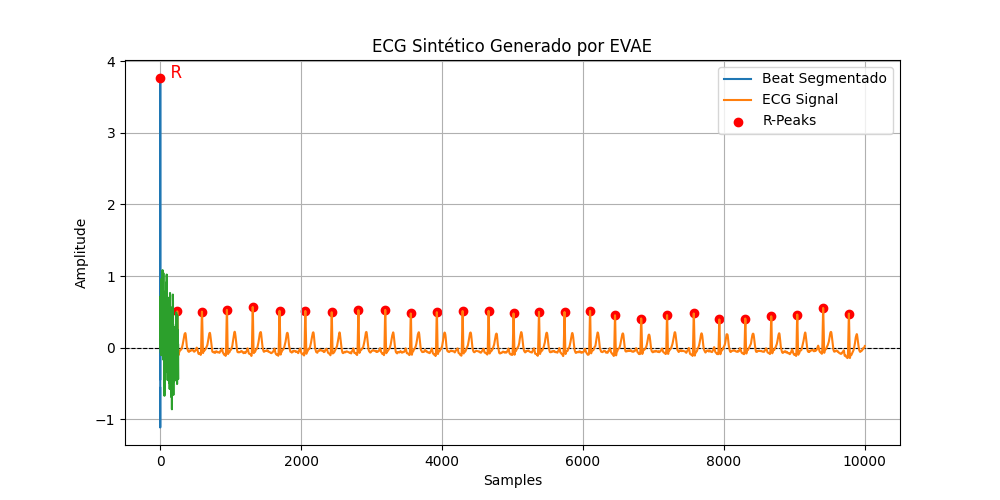 ECG Sintético Generado por EVAE
R
Beat Segmentado
ECG Signal
R-Peaks
4
3
2
1
0
−1
Amplitude
0
2000
4000
6000
8000
10000
Samples